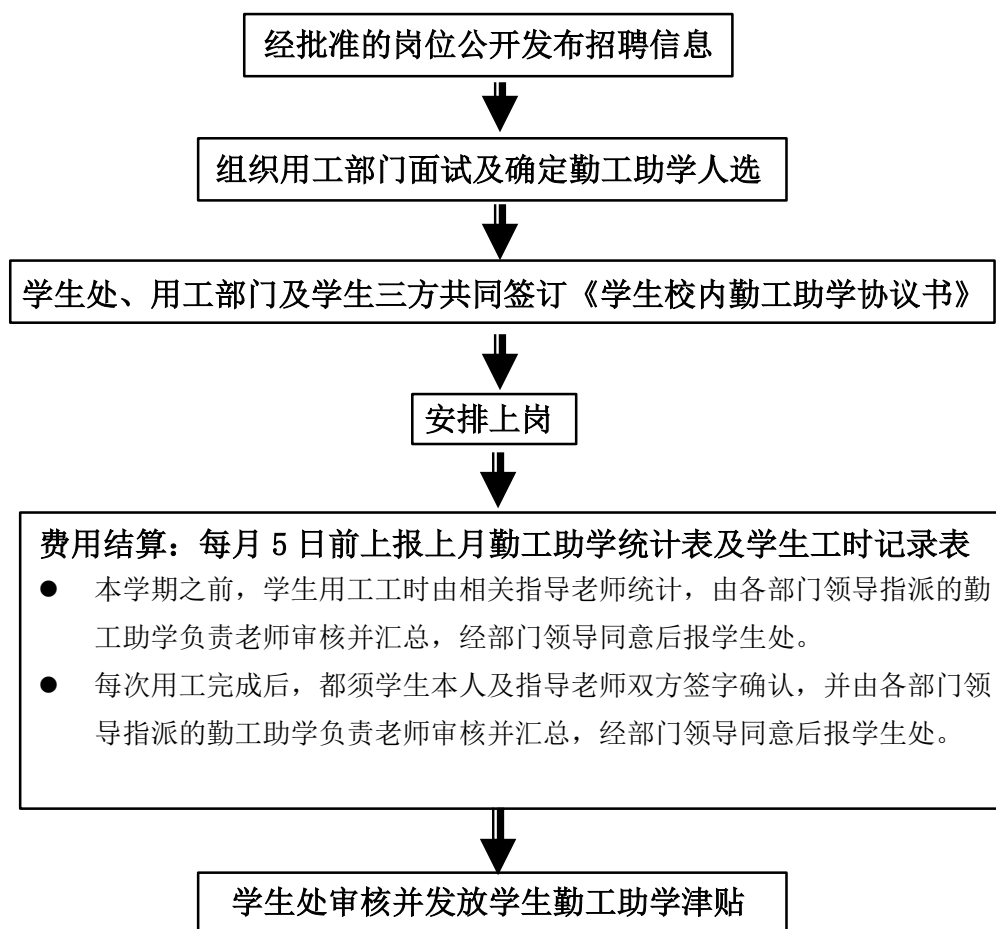 经批准的岗位公开发布招聘信息
组织用工部门面试及确定勤工助学人选
学生处、用工部门及学生三方共同签订《学生校内勤工助学协议书》
安排上岗
费用结算：每月 5 日前上报上月勤工助学统计表及学生工时记录表
● 本学期之前，学生用工工时由相关指导老师统计，由各部门领导指派的勤
工助学负责老师审核并汇总，经部门领导同意后报学生处。
● 每次用工完成后，都须学生本人及指导老师双方签字确认，并由各部门领
导指派的勤工助学负责老师审核并汇总，经部门领导同意后报学生处。
学生处审核并发放学生勤工助学津贴